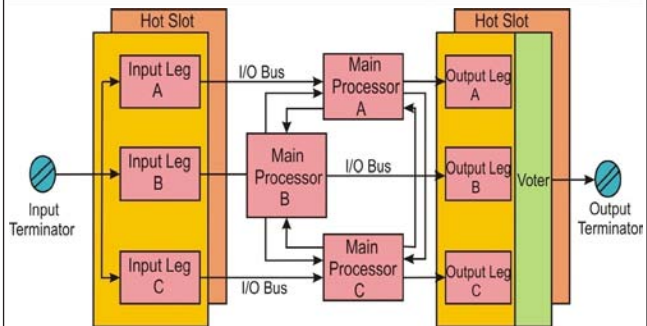 Hot Slot
Hot Slot
Input Leg
A
I/O Bus
Main
Processor
A
Output Leg
A
Input Leg
B
Main
Processor
B
I/O Bus
Output Leg
B
Voter
Input
Terminator
Output
Terminator
Input Leg
C
I/O Bus
Main
Processor
C
Output Leg
C